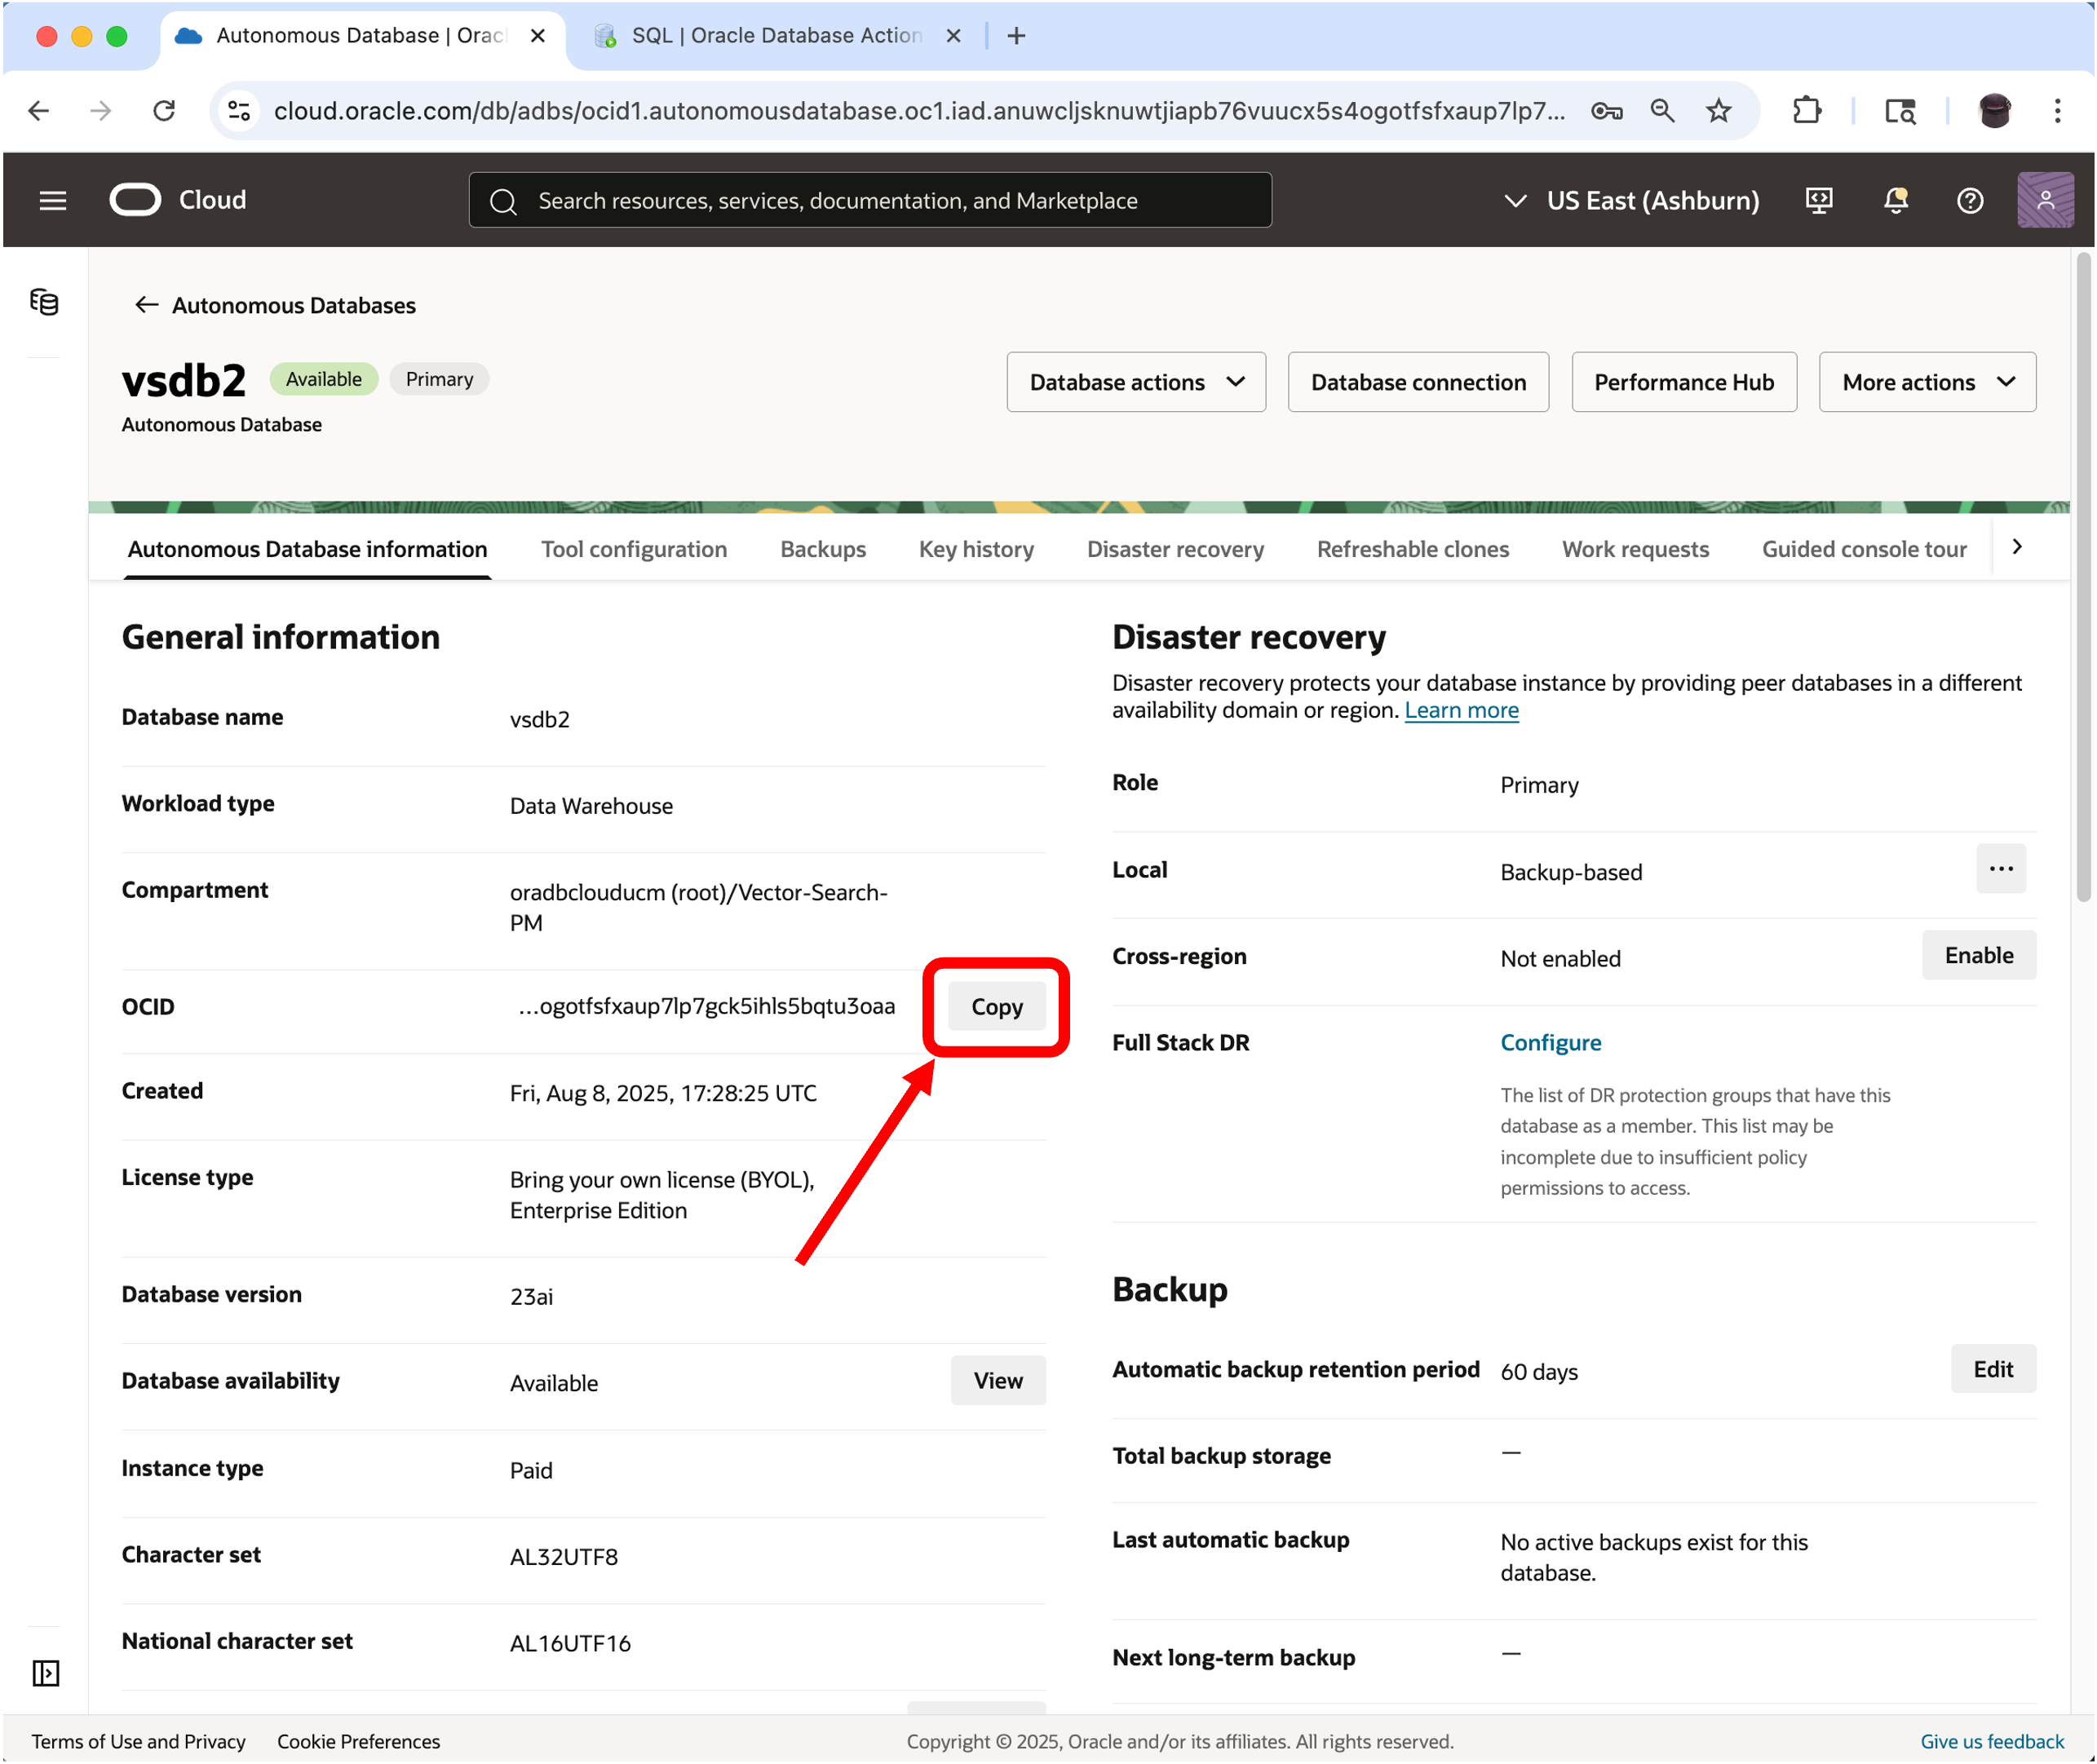 Autonomous Database | Orac
SQL | Oracle Database Action
cloud.oracle.com/db/adbs/ocid1.autonomousdatabase.oc1.iad.anuwcljsknuwtjiapb76vuucx5s4ogotfsfxaup7lp7...
Cloud
Search resources, services, documentation, and Marketplace
US East (Ashburn)
Autonomous Databases
vsdb2 Available Primary
Autonomous Database
Database actions Database connection Performance Hub More actions
Autonomous Database information Tool configuration Backups Key history Disaster recovery Refreshable clones Work requests Guided console tour
General information
Database name vsdb2
Workload type Data Warehouse
Compartment oradbclouducm (root)/Vector-Search-
PM
OCID ...ogotfsfxaup7lp7gck5ihls5bqtu3oaa Copy
Created Fri, Aug 8, 2025, 17:28:25 UTC
License type Bring your own license (BYOL),
Enterprise Edition
Database version 23ai
Database availability Available View
Instance type Paid
Character set AL32UTF8
National character set AL16UTF16
Disaster recovery
Disaster recovery protects your database instance by providing peer databases in a different
availability domain or region. Learn more
Role Primary
Local Backup-based ...
Cross-region Not enabled Enable
Full Stack DR Configure
The list of DR protection groups that have this
database as a member. This list may be
incomplete due to insufficient policy
permissions to access.
Backup
Automatic backup retention period 60 days Edit
Total backup storage —
Last automatic backup No active backups exist for this
database.
Next long-term backup —
Terms of Use and Privacy Cookie Preferences Copyright © 2025, Oracle and/or its affiliates. All rights reserved. Give us feedback